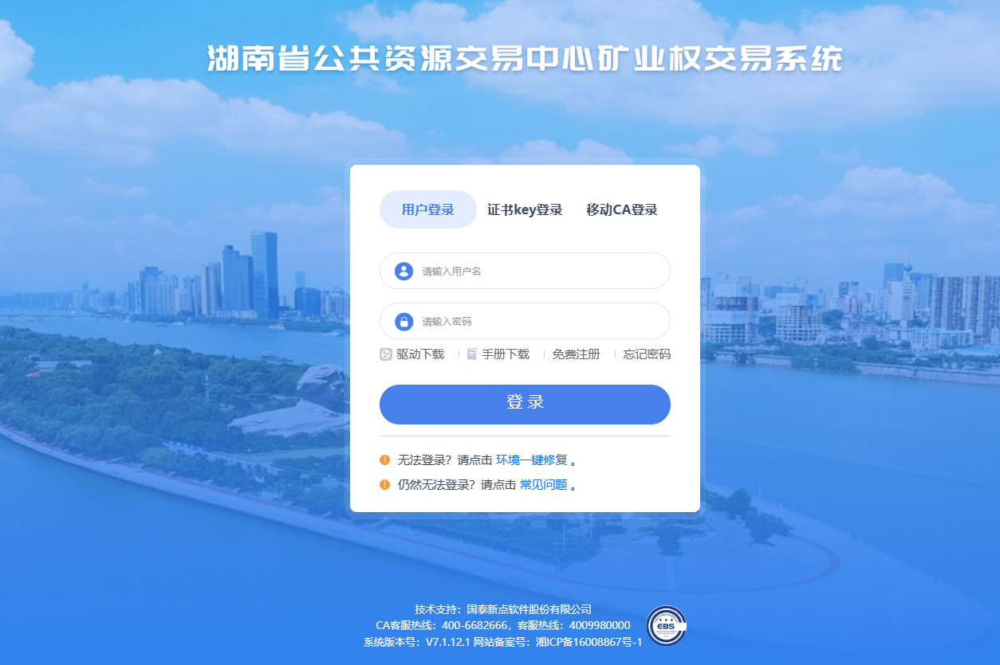 湖南省公共资源交易中心矿业权交易系统
用户登录 证书key登录 移动CA登录
请输入用户名
请输入密码
驱动下载 手册下载 免费注册 忘记密码
登 录
无法登录？请点击 环境一键修复 。
仍然无法登录？请点击 常见问题 。
技术支持：国泰新点软件股份有限公司
CA客服热线：400-6682666，客服热线：4009980000
系统版本号：V7.1.12.1 网站备案号：湘ICP备16008867号-1
EBS